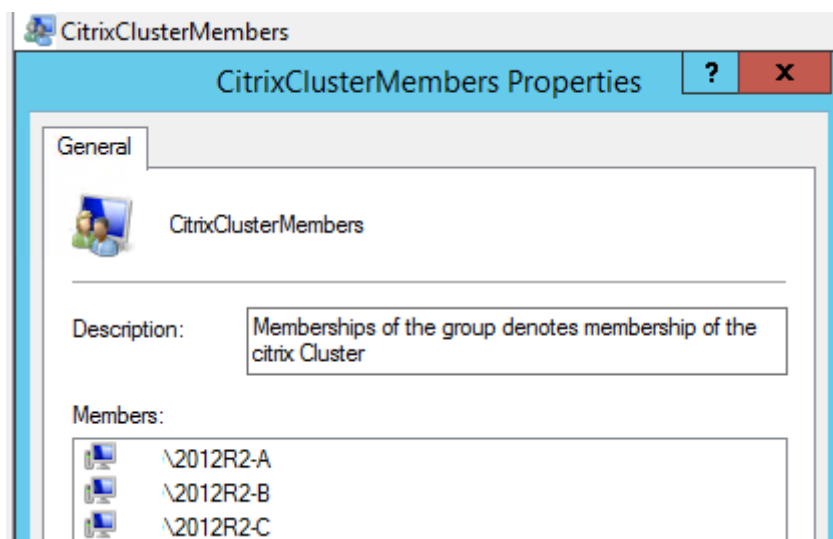 CitrixClusterMembers
CitrixClusterMembers Properties
?
x
General
CitrixClusterMembers
Description:
Memberships of the group denotes membership of the
citrix Cluster
Members:
\2012R2-A
\2012R2-B
\2012R2-C